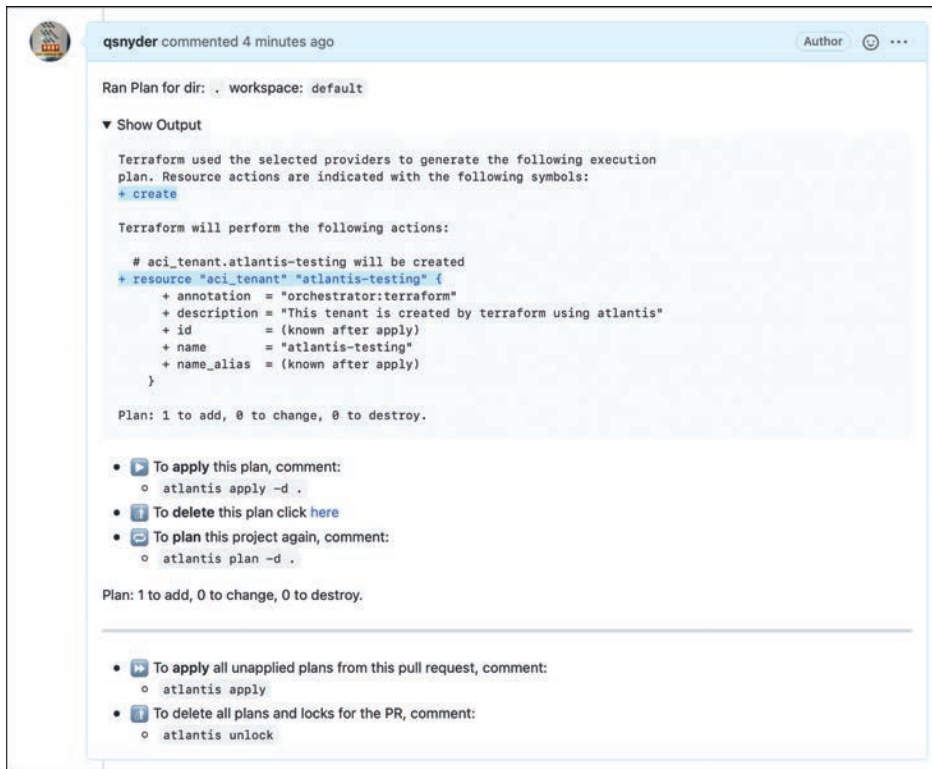 qsnyder commented 4 minutes ago Author
Ran Plan for dir: . workspace: default
Show Output
Terraform used the selected providers to generate the following execution
plan. Resource actions are indicated with the following symbols:
+ create
Terraform will perform the following actions:
# aci_tenant.atlantis-testing will be created
+ resource "aci_tenant" "atlantis-testing" {
+ annotation = "orchestrator:terraform"
+ description = "This tenant is created by terraform using atlantis"
+ id = (known after apply)
+ name = "atlantis-testing"
+ name_alias = (known after apply)
}
Plan: 1 to add, 0 to change, 0 to destroy.
To apply this plan, comment:
atlantis apply -d .
To delete this plan click here
To plan this project again, comment:
atlantis plan -d .
Plan: 1 to add, 0 to change, 0 to destroy.
To apply all unapplied plans from this pull request, comment:
atlantis apply
To delete all plans and locks for the PR, comment:
atlantis unlock